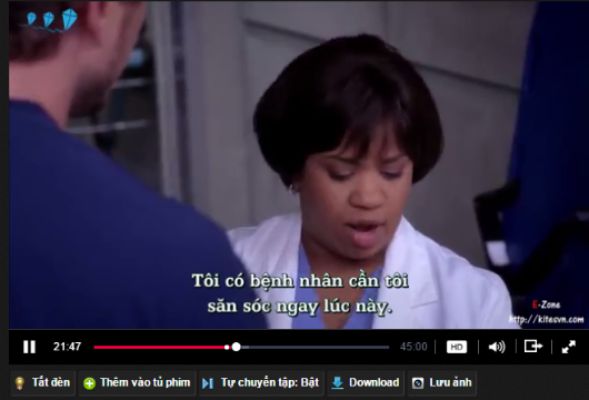 Tôi có bệnh nhân cần tôi
săn sóc ngay lúc này.
E-Zone
http://kitesvn.com
21:47
45:00
HD
Tắt đèn
Thêm vào tủ phim
Tự chuyển tập: Bật
Download
Lưu ảnh